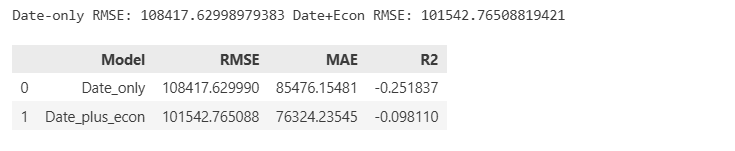 Date-only RMSE: 108417.62998979383 Date+Econ RMSE: 101542.76508819421
Model RMSE MAE R2
0 Date_only 108417.629990 85476.15481 -0.251837
1 Date_plus_econ 101542.765088 76324.23545 -0.098110